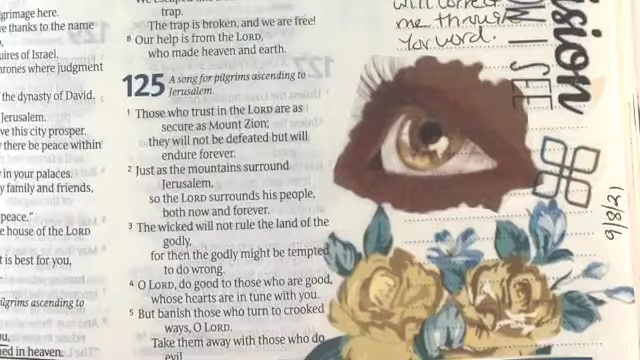 lgrimage here.
ve thanks to the name
uires of Israel.
hrones where judgment
the dynasty of David.
Jerusalem.
ve this city prosper.
there be peace within
in your palaces.
y family and friends,
peace."
e house of the LORD
t is best for you,
ilgrims ascending to
ou,
ned in heaven.
trap.
The trap is broken, and we are free!
8 Our help is from the LORD,
who made heaven and earth.
125 A song for pilgrims ascending to
Jerusalem.
1 Those who trust in the LORD are as
secure as Mount Zion;
they will not be defeated but will
endure forever.
2 Just as the mountains surround
Jerusalem,
so the LORD surrounds his people,
both now and forever.
3 The wicked will not rule the land of the
godly,
for then the godly might be tempted
to do wrong.
4 O LORD, do good to those who are good,
whose hearts are in tune with you.
5 But banish those who turn to crooked
ways, O LORD.
Take them away with those who do
evil.
will correct
me through
Your word.
ision
SEE
9/8/21